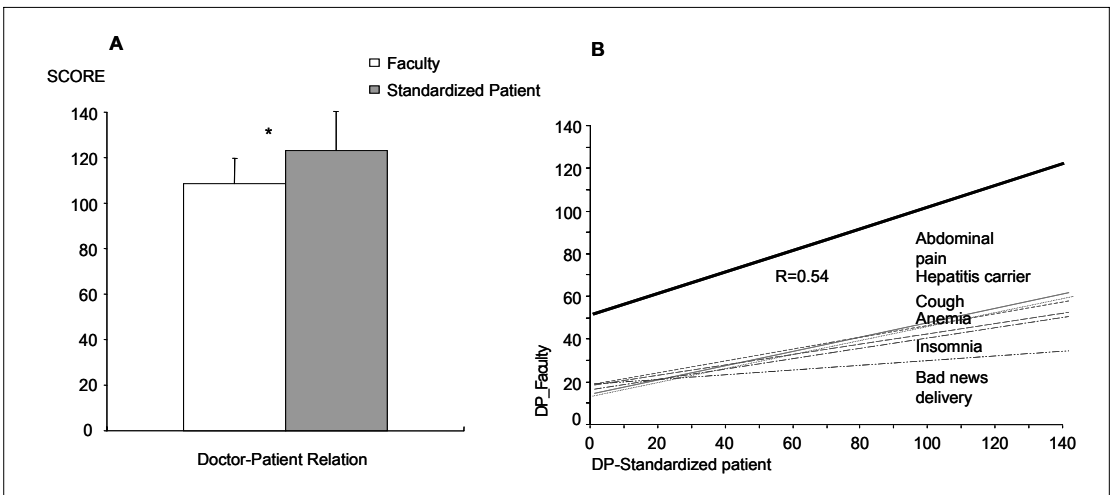 A
SCORE
Faculty
Standardized Patient
140
120
100
80
60
40
20
0
*
Doctor-Patient Relation
B
140
120
100
80
60
40
20
0
DP_Faculty
R=0.54
Abdominal
pain
Hepatitis carrier
Cough
Anemia
Insomnia
Bad news
delivery
0 20 40 60 80 100 120 140
DP-Standardized patient